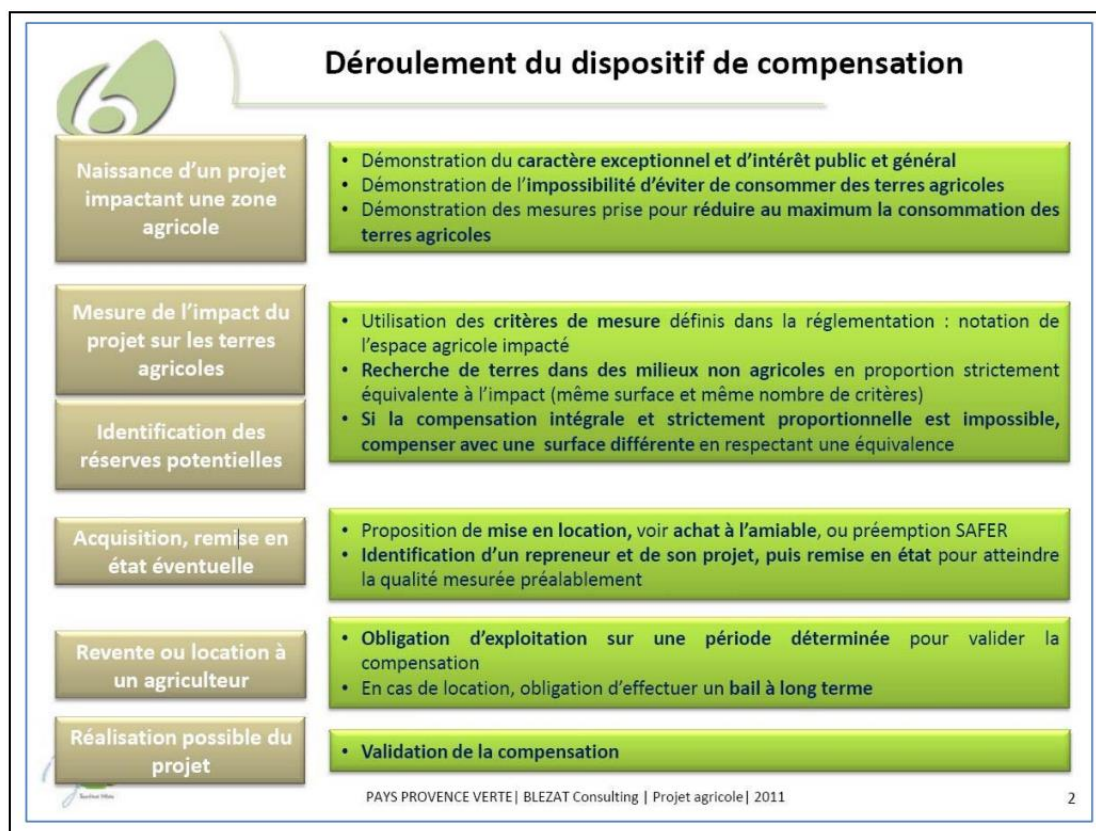 Déroulement du dispositif de compensation
Naissance d'un projet
impactant une zone
agricole
• Démonstration du caractère exceptionnel et d'intérêt public et général
• Démonstration de l'impossibilité d'éviter de consommer des terres agricoles
• Démonstration des mesures prise pour réduire au maximum la consommation des
terres agricoles
Mesure de l'impact du
projet sur les terres
agricoles
Identification des
réserves potentielles
• Utilisation des critères de mesure définis dans la réglementation : notation de
l'espace agricole impacté
• Recherche de terres dans des milieux non agricoles en proportion strictement
équivalente à l'impact (même surface et même nombre de critères)
• Si la compensation intégrale et strictement proportionnelle est impossible,
compenser avec une surface différente en respectant une équivalence
Acquisition, remise en
état éventuelle
• Proposition de mise en location, voir achat à l'amiable, ou préemption SAFER
• Identification d'un repreneur et de son projet, puis remise en état pour atteindre
la qualité mesurée préalablement
Revente ou location à
un agriculteur
• Obligation d'exploitation sur une période déterminée pour valider la
compensation
• En cas de location, obligation d'effectuer un bail à long terme
Réalisation possible du
projet
• Validation de la compensation
PAYS PROVENCE VERTE| BLEZAT Consulting | Projet agricole| 2011
2